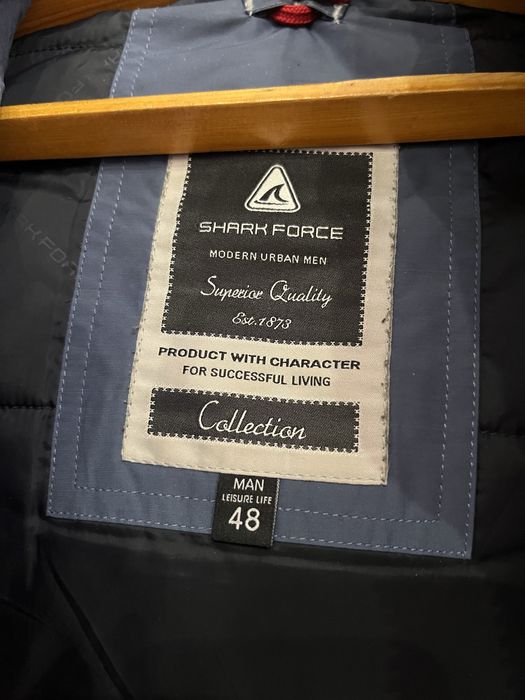 SHARK FORCE
MODERN URBAN MEN
Superior Quality
Est.1873
PRODUCT WITH CHARACTER
FOR SUCCESSFUL LIVING
Collection
MAN
LEISURE LIFE
48